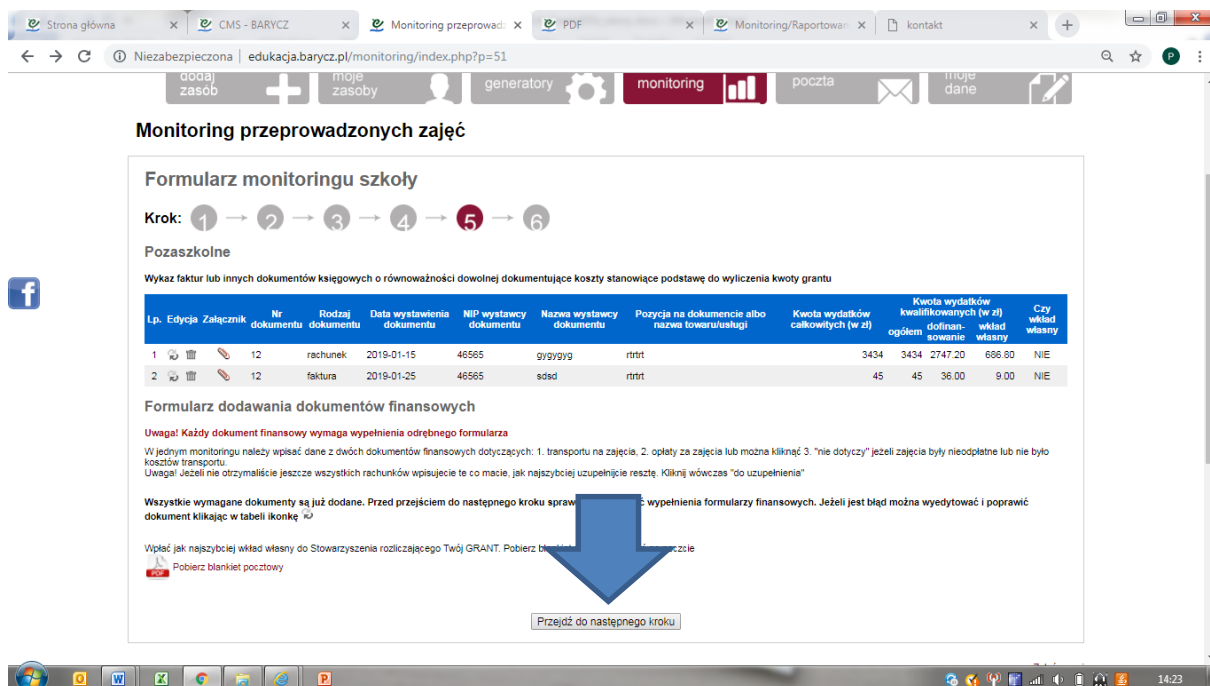 Strona główna
CMS - BARYCZ
Monitoring przeprowad
PDF
Monitoring/Raportowan
kontakt
Niezabezpieczona | edukacja.barycz.pl/monitoring/index.php?p=51
P
dodaj zasób
moje zasoby
generatory
monitoring
poczta
moje dane
Monitoring przeprowadzonych zajęć
Formularz monitoringu szkoły
Krok: 1 → 2 → 3 → 4 → 5 → 6
Pozaszkolne
Wykaz faktur lub innych dokumentów księgowych o równoważności dowolnej dokumentujące koszty stanowiące podstawę do wyliczenia kwoty grantu
Lp. Edycja Załącznik Nr dokumentu Rodzaj dokumentu Data wystawienia dokumentu NIP wystawcy dokumentu Nazwa wystawcy dokumentu Pozycja na dokumencie albo nazwa towaru/usługi Kwota wydatków całkowitych (w zł) Kwota wydatków kwalifikowanych (w zł) ogółem dofinan-sowanie wkład własny Czy wkład własny
1 12 rachunek 2019-01-15 46565 gygygyg rtrtrt 3434 3434 2747.20 686.80 NIE
2 12 faktura 2019-01-25 46565 sdsd rtrtrt 45 45 36.00 9.00 NIE
Formularz dodawania dokumentów finansowych
Uwaga! Każdy dokument finansowy wymaga wypełnienia odrębnego formularza
W jednym monitoringu należy wpisać dane z dwóch dokumentów finansowych dotyczących: 1. transportu na zajęcia, 2. opłaty za zajęcia lub można kliknąć 3. "nie dotyczy" jeżeli zajęcia były nieodpłatne lub nie było
kosztów transportu.
Uwaga! Jeżeli nie otrzymaliście jeszcze wszystkich rachunków wpisujecie te co macie, jak najszybciej uzupełnijcie resztę. Kliknij wówczas "do uzupełnienia"
Wszystkie wymagane dokumenty są już dodane. Przed przejściem do następnego kroku spraw wypełnienia formularzy finansowych. Jeżeli jest błąd można wyedytować i poprawić
dokument klikając w tabeli ikonkę
Wpłać jak najszybciej wkład własny do Stowarzyszenia rozliczającego Twój GRANT. Pobierz
PDF
Pobierz blankiet pocztowy
Przejdź do następnego kroku
14:23